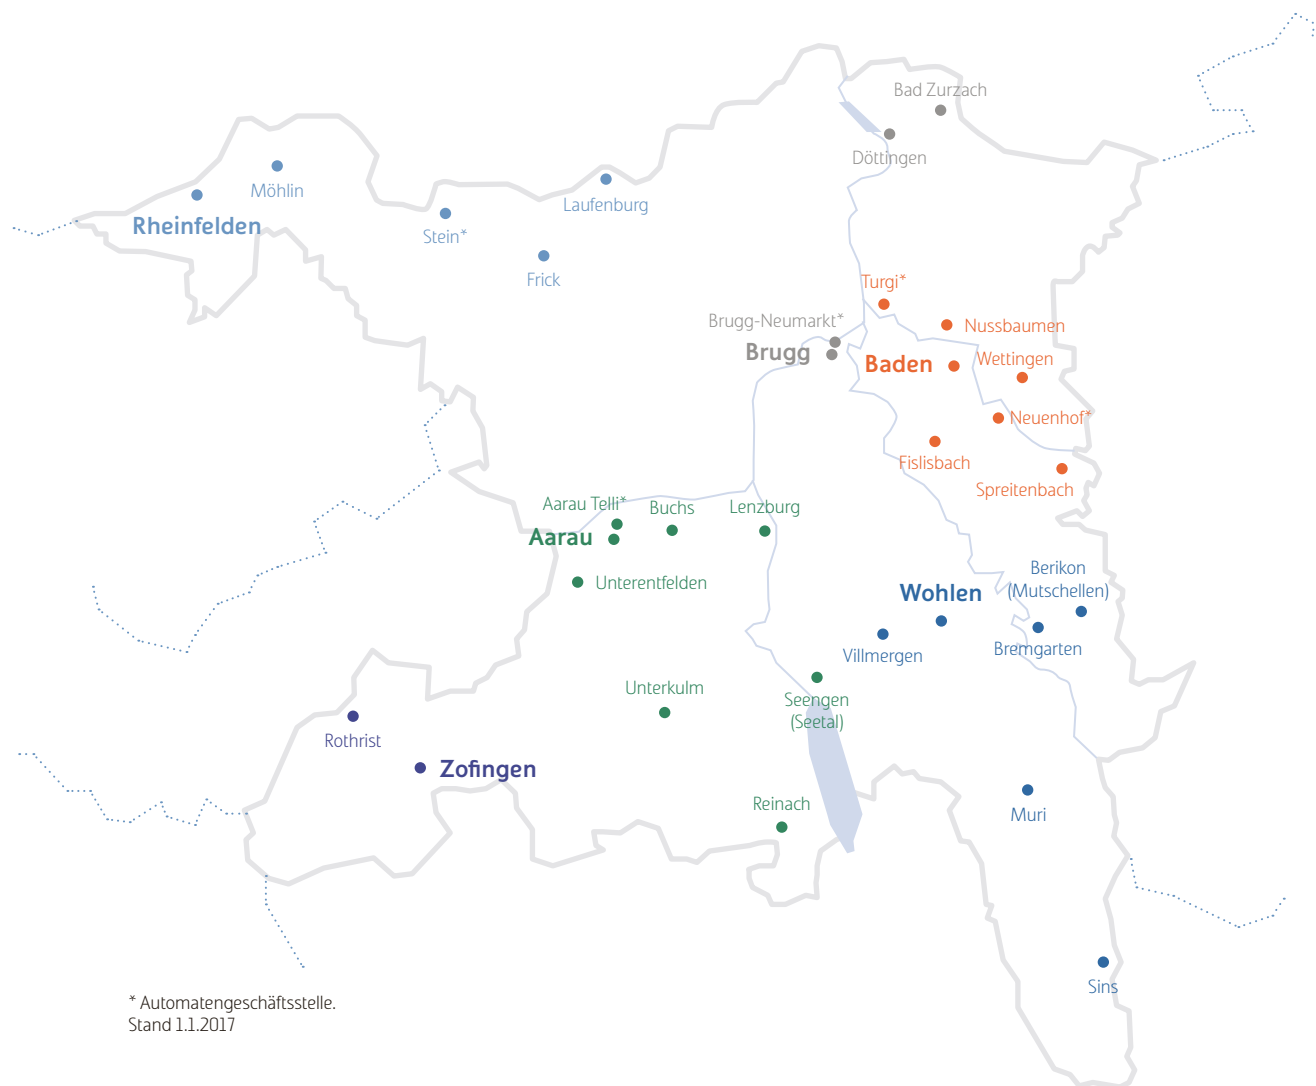 Bad Zurzach
Döttingen
Möhlin
Rheinfelden
Laufenburg
Stein*
Frick
Turgi*
Brugg-Neumarkt*
Brugg
Nussbaumen
Baden
Wettingen
Neuenhof*
Fislisbach
Spreitenbach
Aarau Telli*
Buchs
Lenzburg
Aarau
Unterentfelden
Berikon
(Mutschellen)
Wohlen
Villmergen
Bremgarten
Unterkulm
Seengen
(Seetal)
Rothrist
Zofingen
Reinach
Muri
Sins
* Automatengeschäftsstelle.
Stand 1.1.2017